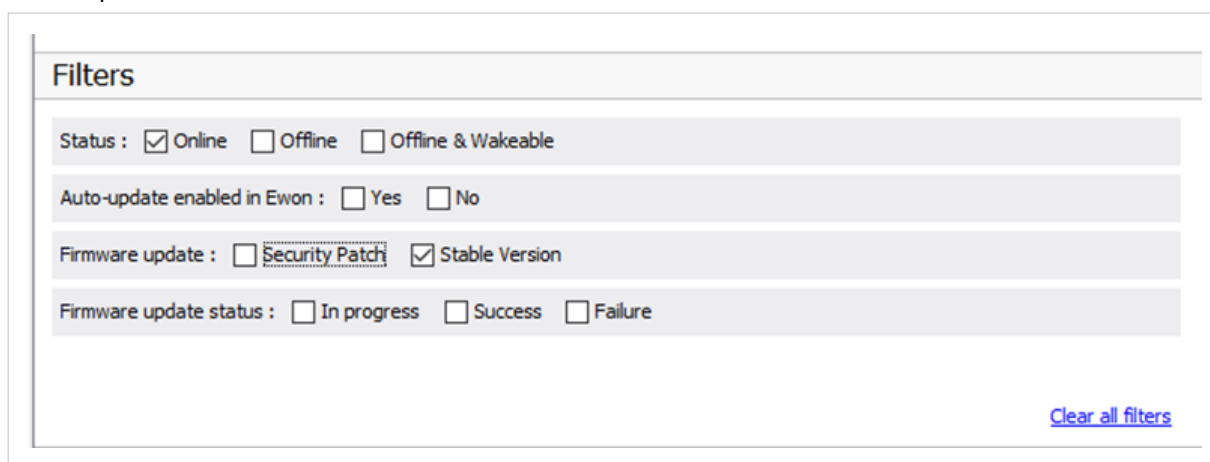 Filters
Status : Online Offline Offline & Wakeable
Auto-update enabled in Ewon : Yes No
Firmware update : Security Patch Stable Version
Firmware update status : In progress Success Failure
Clear all filters